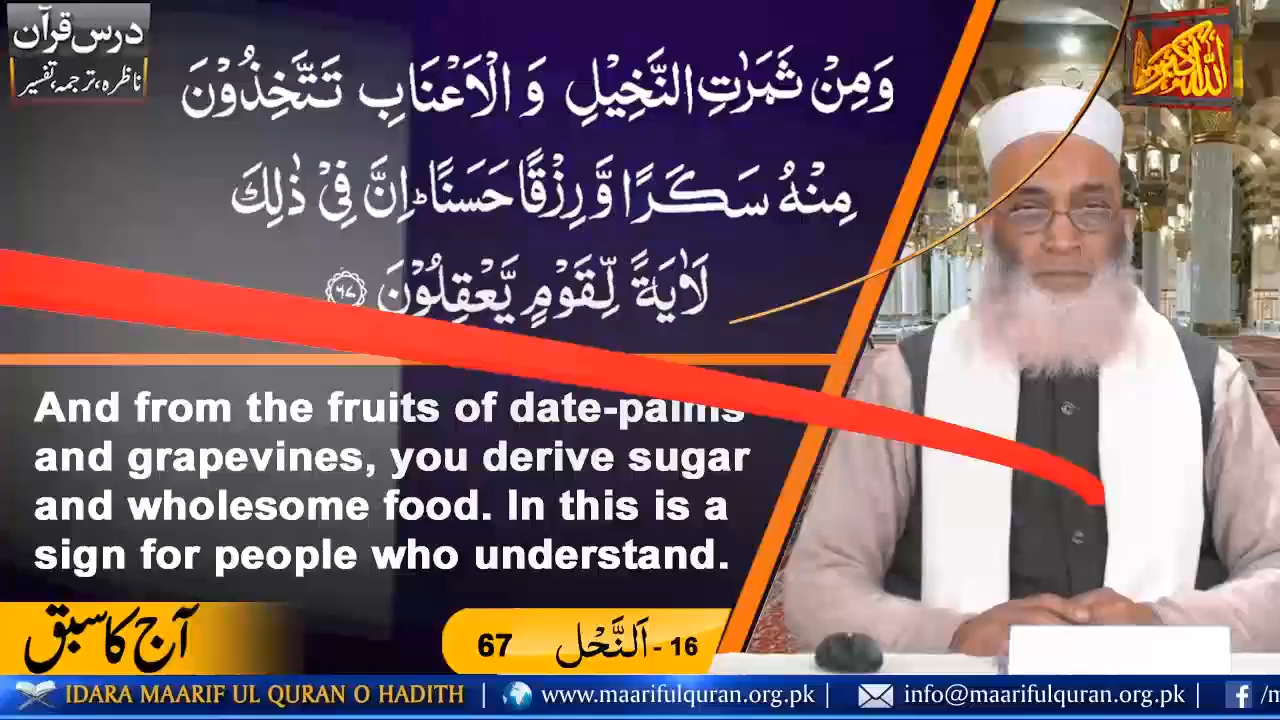 درس قرآن
ناظرہ، ترجمہ، تفسیر
وَمِنْ ثَمَرٰتِ النَّخِيْلِ وَ الْاَعْنَابِ تَتَّخِذُوْنَ
مِنْهُ سَكَرًا وَّ رِزْقًا حَسَنًا ؕ اِنَّ فِيْ ذٰلِكَ
لَاٰيَةً لِّقَوْمٍ يَّعْقِلُوْنَ ۶۷
And from the fruits of date-palms
and grapevines, you derive sugar
and wholesome food. In this is a
sign for people who understand.
آج کا سبق
67 اَلنَّحْل - 16
IDARA MAARIF UL QURAN O HADITH | www.maarifulquran.org.pk | info@maarifulquran.org.pk | /m